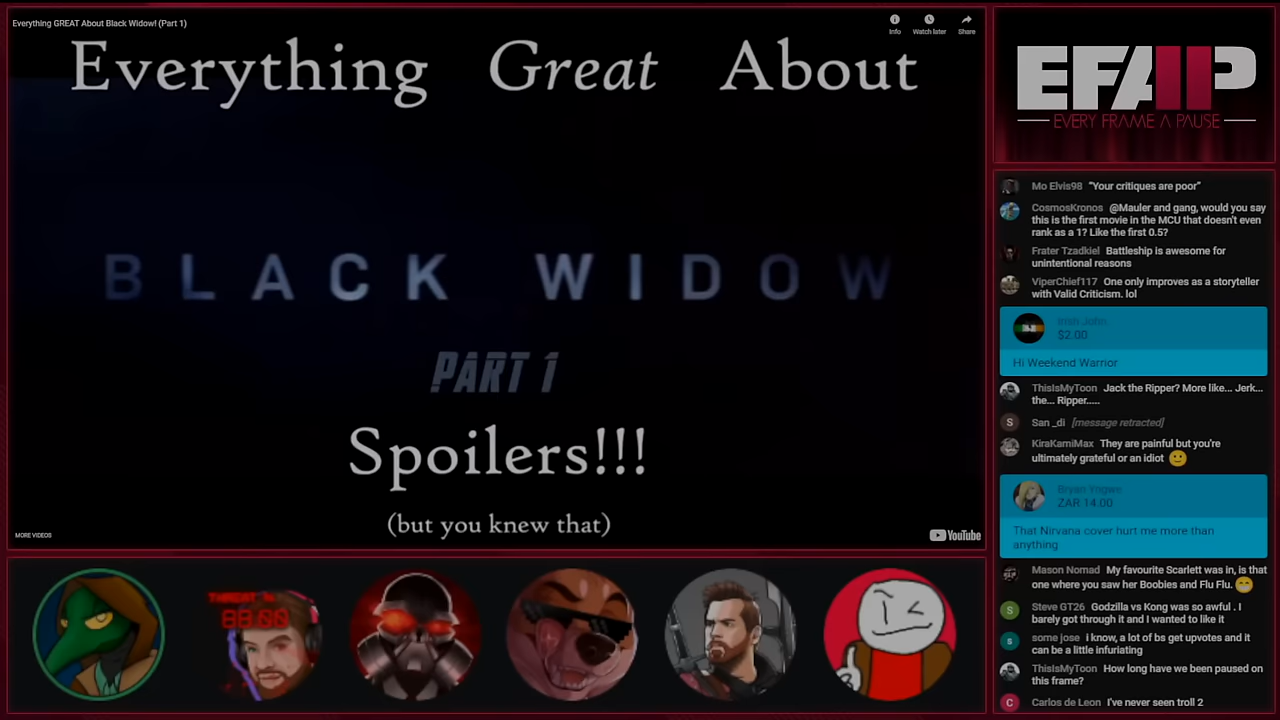 Everything GREAT About Black Widow! (Part 1)
Info
Watch later
Share
Everything Great About
BLACK WIDOW
PART 1
Spoilers!!!
(but you knew that)
MORE VIDEOS
YouTube
EFAP
EVERY FRAME A PAUSE
Mo Elvis98 “Your critiques are poor”
CosmosKronos @Mauler and gang, would you say
this is the first movie in the MCU that doesn't even
rank as a 1? Like the first 0.5?
Frater Tzadkiel Battleship is awesome for
unintentional reasons
ViperChief117 One only improves as a storyteller
with Valid Criticism. lol
Irish John
$2.00
Hi Weekend Warrior
ThisIsMyToon Jack the Ripper? More like... Jerk...
the... Ripper.....
S San _di [message retracted]
KiraKamiMax They are painful but you're
ultimately grateful or an idiot
Bryan Yngwe
ZAR 14.00
That Nirvana cover hurt me more than
anything
Mason Nomad My favourite Scarlett was in, is that
one where you saw her Boobies and Flu Flu.
S Steve GT26 Godzilla vs Kong was so awful . I
barely got through it and I wanted to like it
s some jose i know, a lot of bs get upvotes and it
can be a little infuriating
ThisIsMyToon How long have we been paused on
this frame?
C Carlos de Leon I've never seen troll 2
THREAT IN
88:00